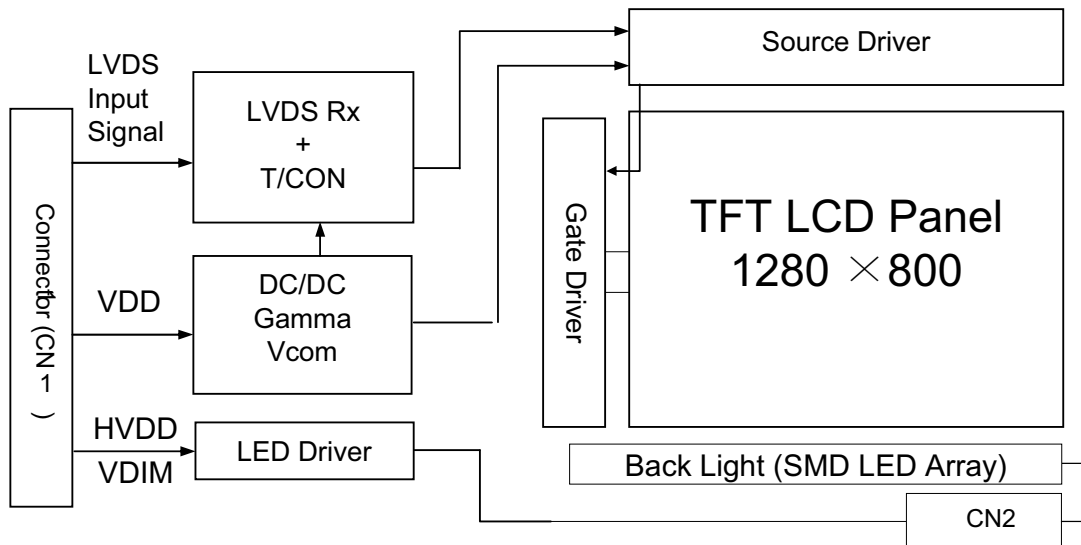 LVDS
Input
Signal
Connector (CN1)
VDD
HVDD
VDIM
LVDS Rx
+
T/CON
DC/DC
Gamma
Vcom
LED Driver
Source Driver
Gate Driver
TFT LCD Panel
1280 ×800
Back Light (SMD LED Array)
CN2